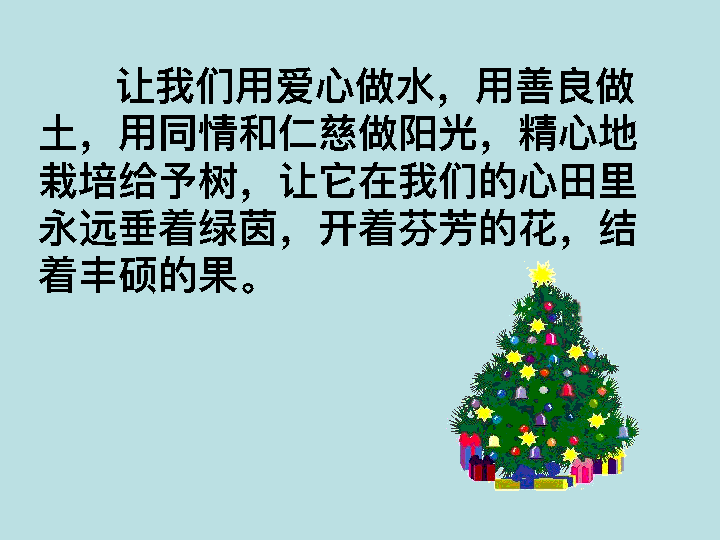 让我们用爱心做水，用善良做
土，用同情和仁慈做阳光，精心地
栽培给予树，让它在我们的心田里
永远垂着绿茵，开着芬芳的花，结
着丰硕的果。